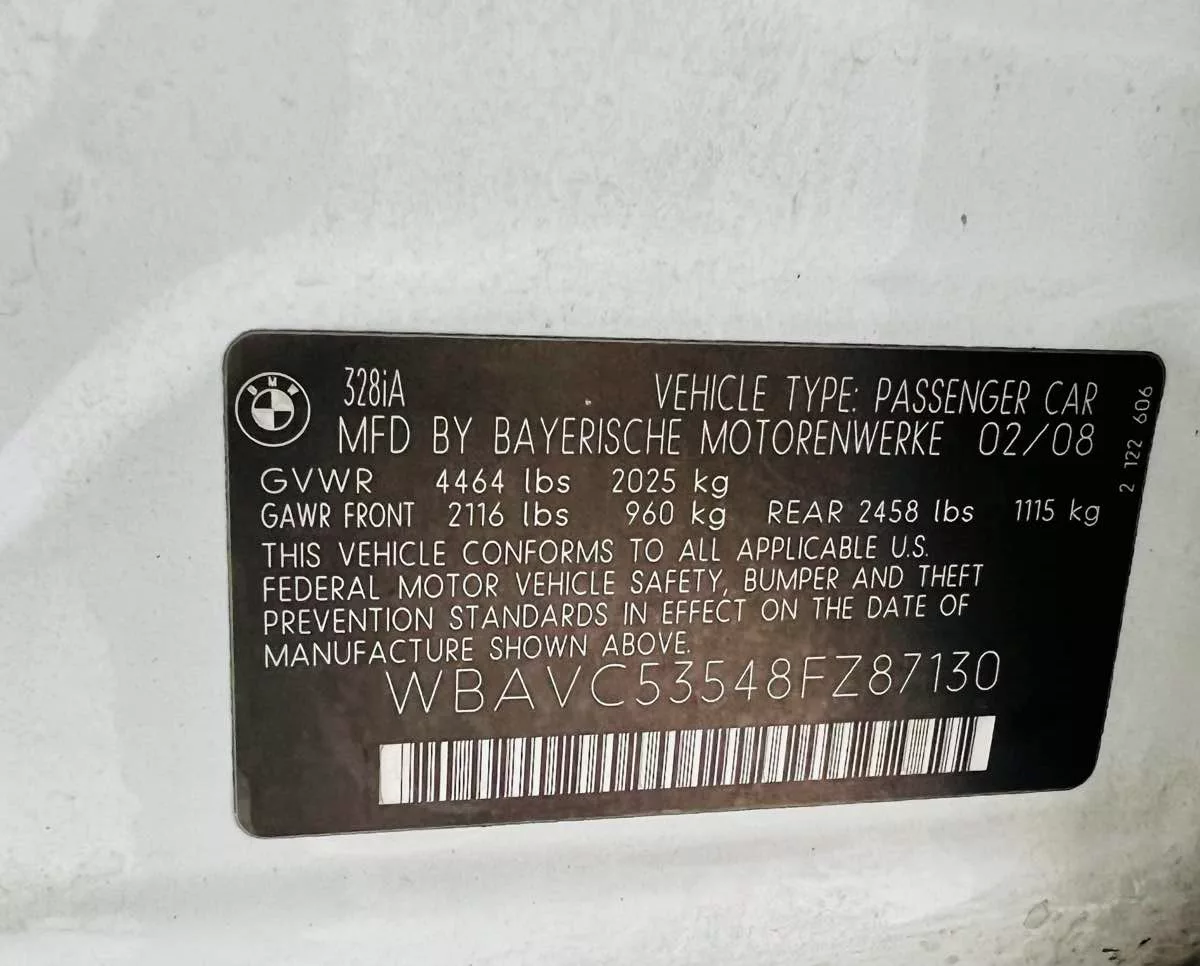 BMW
328iA VEHICLE TYPE: PASSENGER CAR
MFD BY BAYERISCHE MOTORENWERKE 02/08
GVWR 4464 lbs 2025 kg
GAWR FRONT 2116 lbs 960 kg REAR 2458 lbs 1115 kg
THIS VEHICLE CONFORMS TO ALL APPLICABLE U.S.
FEDERAL MOTOR VEHICLE SAFETY, BUMPER AND THEFT
PREVENTION STANDARDS IN EFFECT ON THE DATE OF
MANUFACTURE SHOWN ABOVE.
WBAVC53548FZ87130
2 122 606